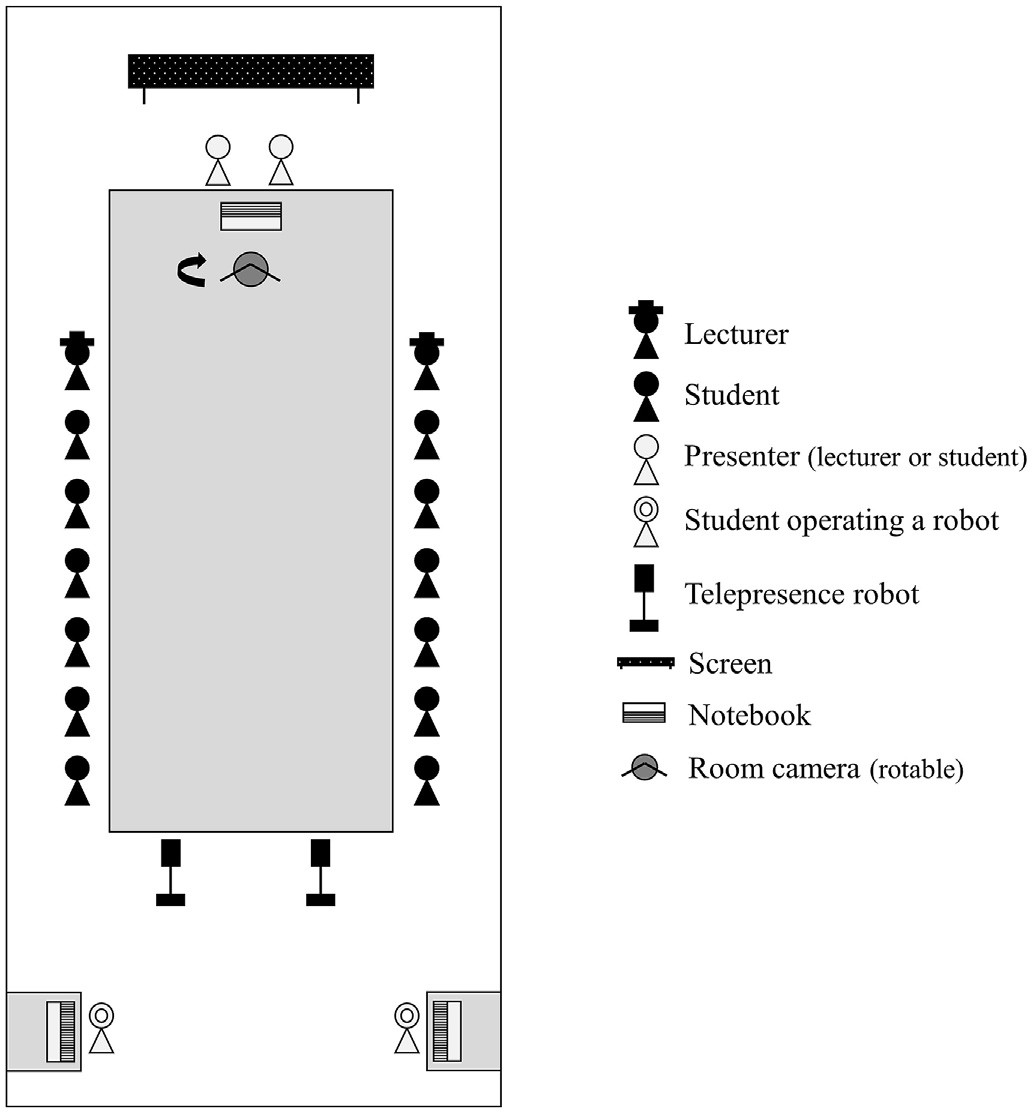 Lecturer
Student
Presenter (lecturer or student)
Student operating a robot
Telepresence robot
Screen
Notebook
Room camera (rotable)